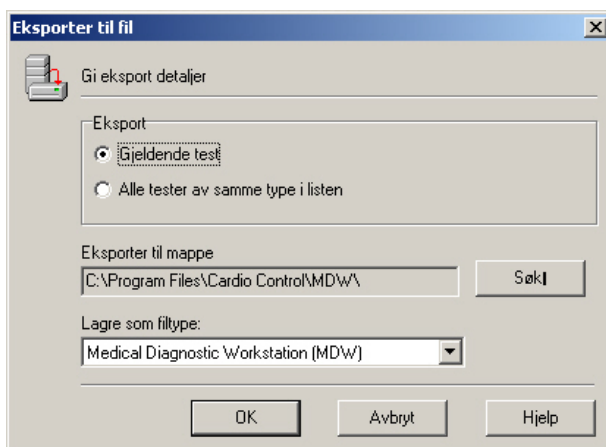 Eksporter til fil
Gi eksport detaljer
Eksport
Gjeldende test
Alle tester av samme type i listen
Eksporter til mappe
C:\Program Files\Cardio Control\MDW\
Søk
Lagre som filtype:
Medical Diagnostic Workstation (MDW)
OK
Avbryt
Hjelp